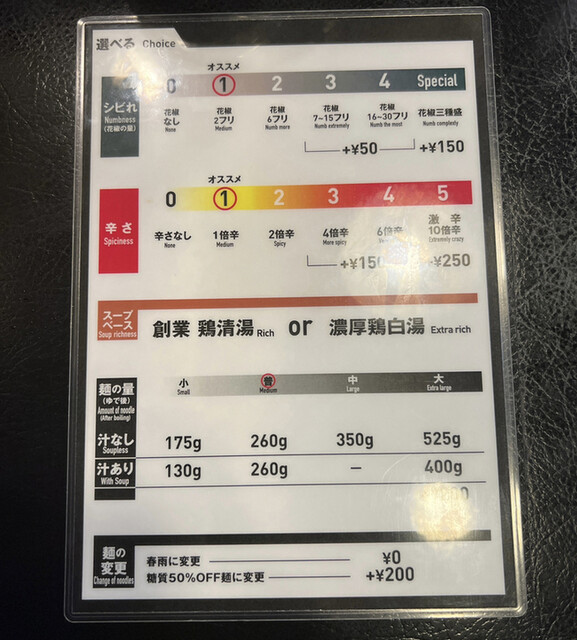 選べる Choice
オススメ
0 1 2 3 4 Special
シビれ
Numbness
(花椒の量)
花椒 なし None
花椒 2フリ Medium
花椒 6フリ Numb more
花椒 7~15フリ Numb extremely
花椒 16~30フリ Numb the most
花椒三種盛 Numb complexly
+¥50 +¥150
オススメ
0 1 2 3 4 5
辛さ
Spiciness
辛さなし None
1倍辛 Medium
2倍辛 Spicy
4倍辛 More spicy
6
激辛 10倍辛 Extremely crazy
+¥150 ¥250
スープ
ベース
Soup richness
創業 鶏清湯 Rich or 濃厚鶏白湯 Extra rich
麺の量
(ゆで後)
Amount of noodle
(After boiling)
小 Small
普 Medium
中 Large
大 Extra large
汁なし Soupless 175g 260g 350g 525g
汁あり With Soup 130g 260g – 400g
麺の
変更
Change of noodles
春雨に変更 ¥0
糖質50%OFF麺に変更 +¥200